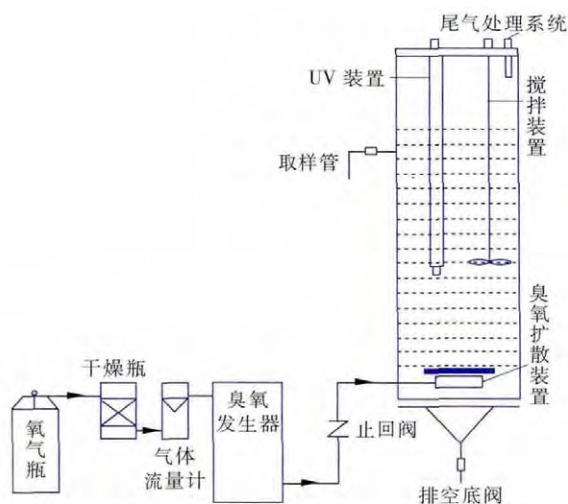 尾气处理系统
UV 装置
搅拌装置
取样管
臭氧扩散装置
干燥瓶
臭氧
发生器
止回阀
氧气瓶
气体
流量计
排空底阀